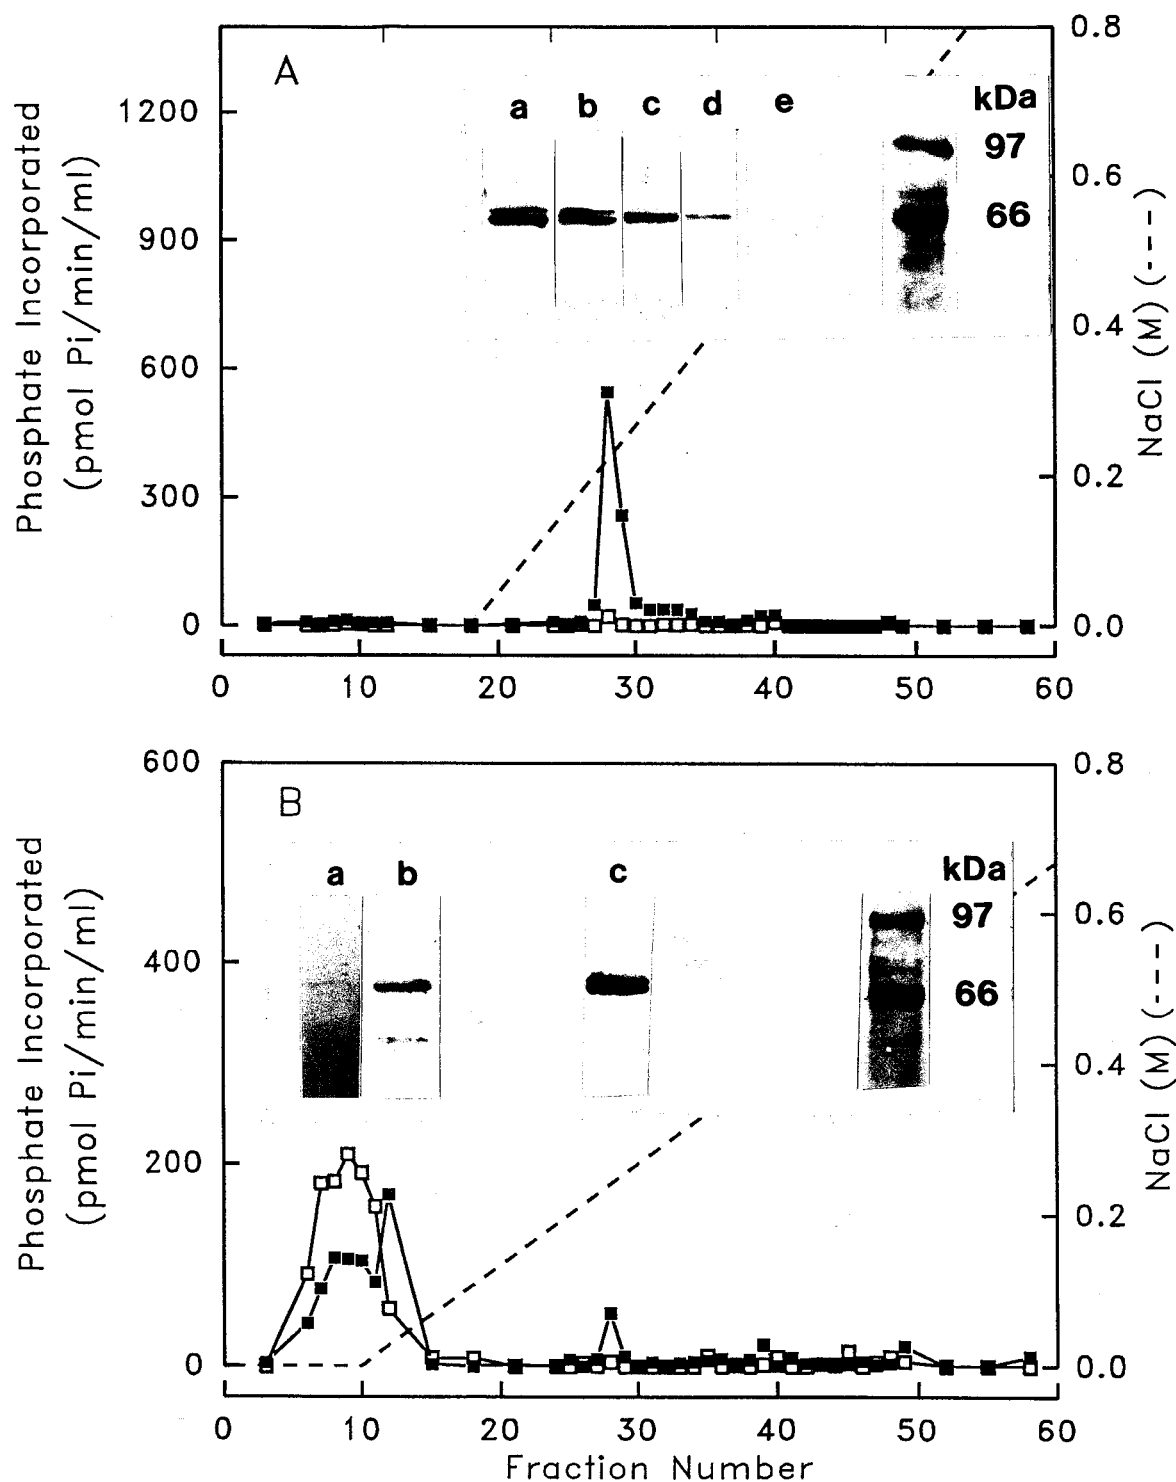 A
a b c d e kDa
97
66
Phosphate Incorporated
(pmol Pi/min/ml)
1200
900
600
300
0
0.8
0.6
0.4
0.2
0.0
NaCl (M) (---)
0 10 20 30 40 50 60
B
a b c kDa
97
66
Phosphate Incorporated
(pmol Pi/min/ml)
600
400
200
0
0.8
0.6
0.4
0.2
0.0
NaCl (M) (---)
0 10 20 30 40 50 60
Fraction Number